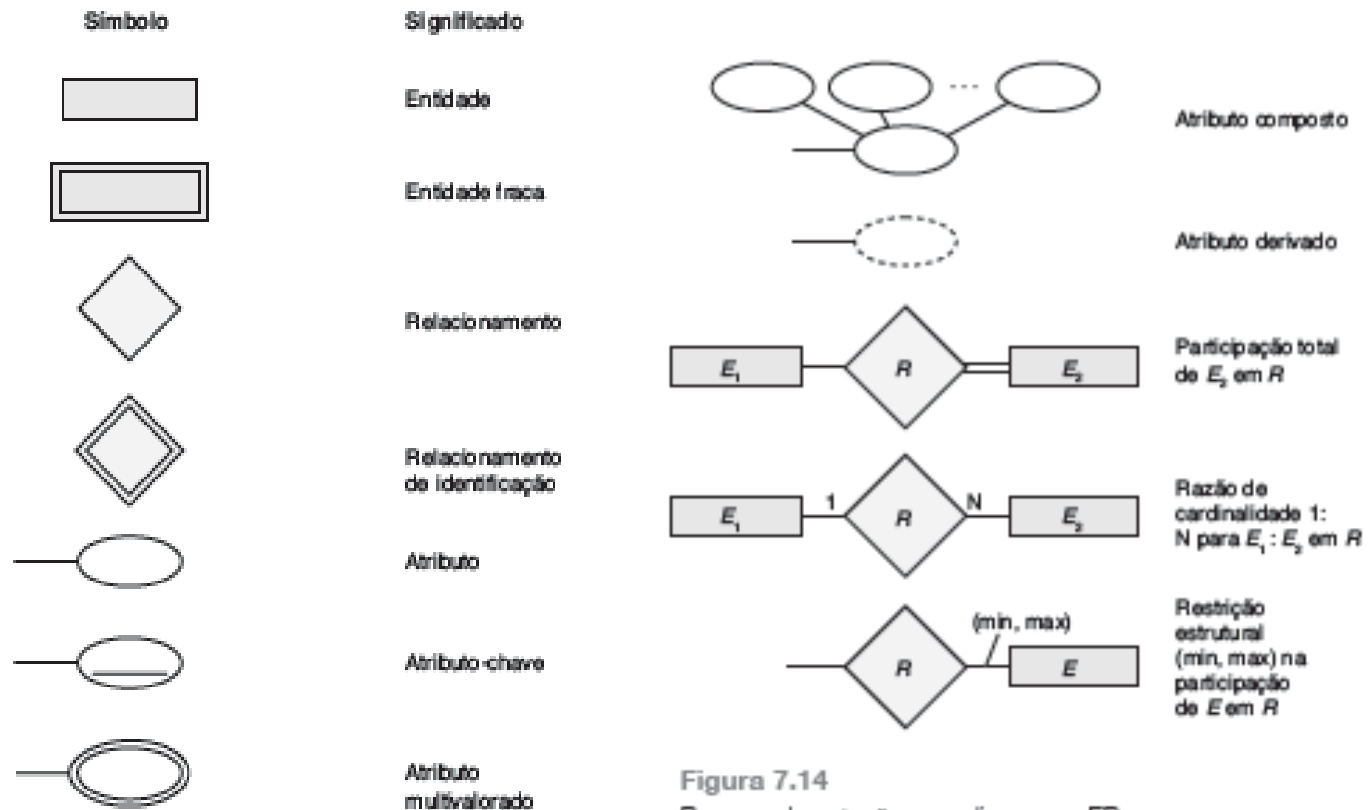 Símbolo
Significado
Entidade
Entidade fraca
Relacionamento
Relacionamento
de identificação
Atributo
Atributo-chave
Atributo
multivalorado
...
Atributo composto
Atributo derivado
E₁ R E₂
Participação total
de E₂ em R
E₁ 1 R N E₂
Razão de
cardinalidade 1:
N para E₁ : E₂ em R
(min, max)
R E
Restrição
estrutural
(min, max) na
participação
de E em R
Figura 7.14